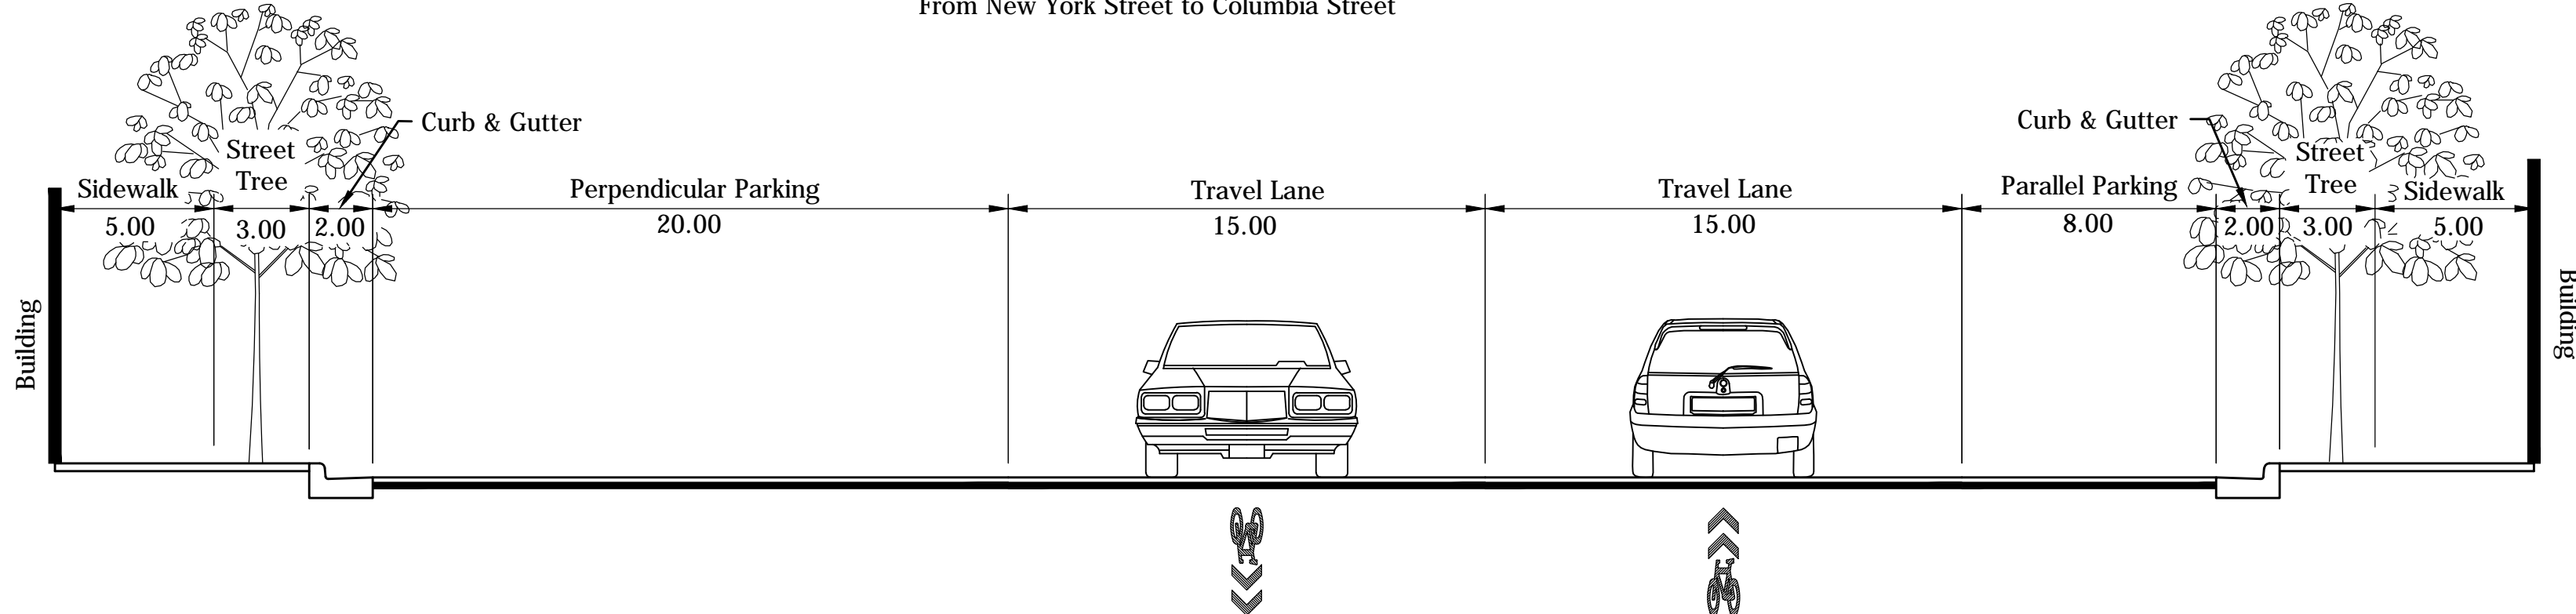 From New York Street to Columbia Street
Curb & Gutter
Curb & Gutter
Street
Tree
Street
Tree
Sidewalk
Perpendicular Parking
Travel Lane
Travel Lane
Parallel Parking
Sidewalk
5.00
3.00
2.00
20.00
15.00
15.00
8.00
2.00
3.00
5.00
Building
Building